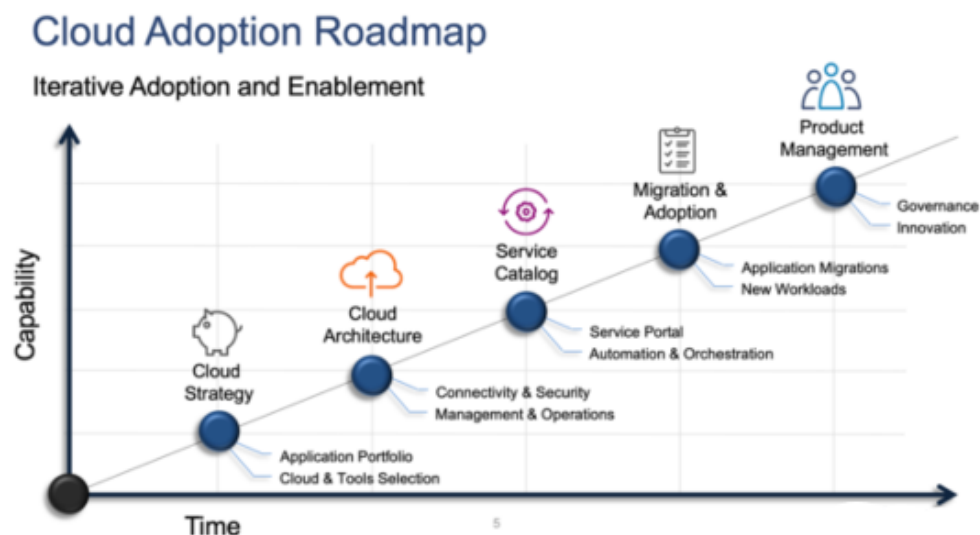 Cloud Adoption Roadmap
Iterative Adoption and Enablement
Product
Management
Governance
Innovation
Migration &
Adoption
Application Migrations
New Workloads
Service
Catalog
Service Portal
Automation & Orchestration
Cloud
Architecture
Connectivity & Security
Management & Operations
Cloud
Strategy
Application Portfolio
Cloud & Tools Selection
Capability
Time
5